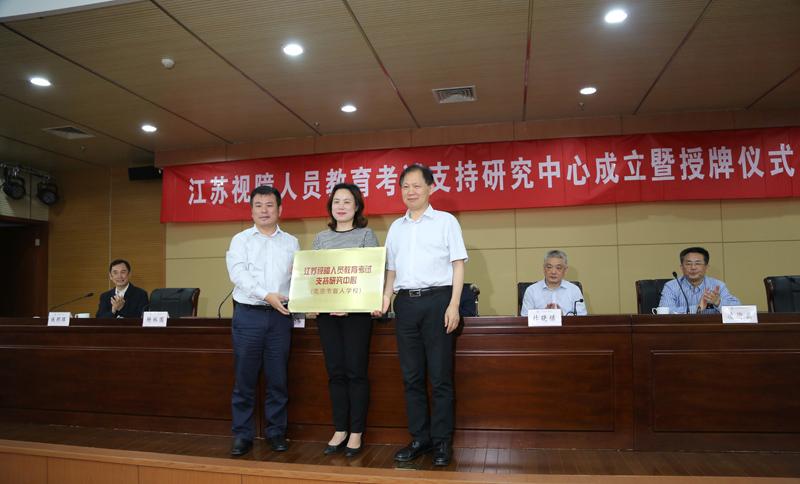 江苏视障人员教育考试支持研究中心成立暨授牌仪式
江苏视障人员教育考试
支持研究中心
(南京市盲人学校)